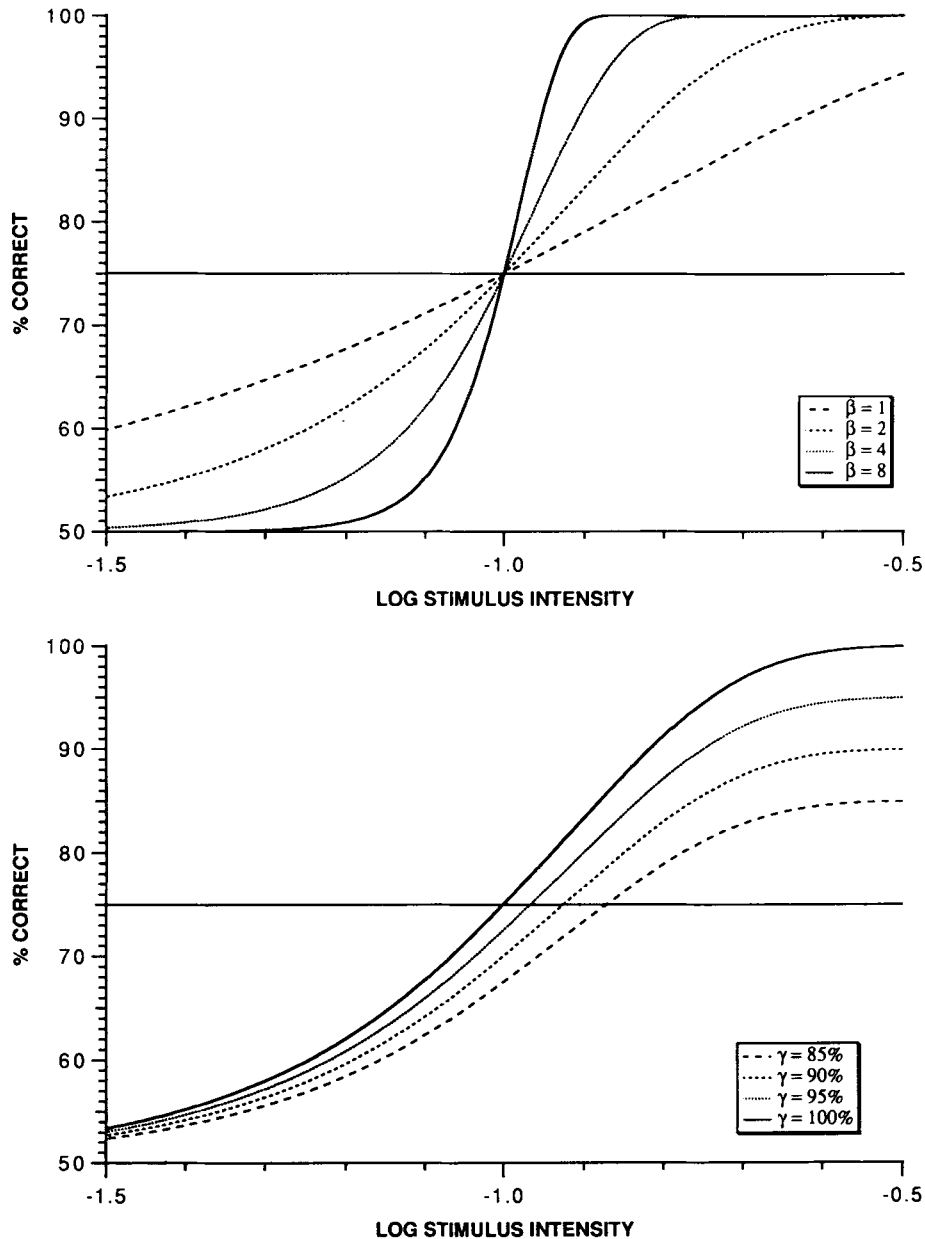 100
90
80
70
60
50
% CORRECT
β = 1
β = 2
β = 4
β = 8
-1.5
-1.0
-0.5
LOG STIMULUS INTENSITY
100
90
80
70
60
50
% CORRECT
γ = 85%
γ = 90%
γ = 95%
γ = 100%
-1.5
-1.0
-0.5
LOG STIMULUS INTENSITY